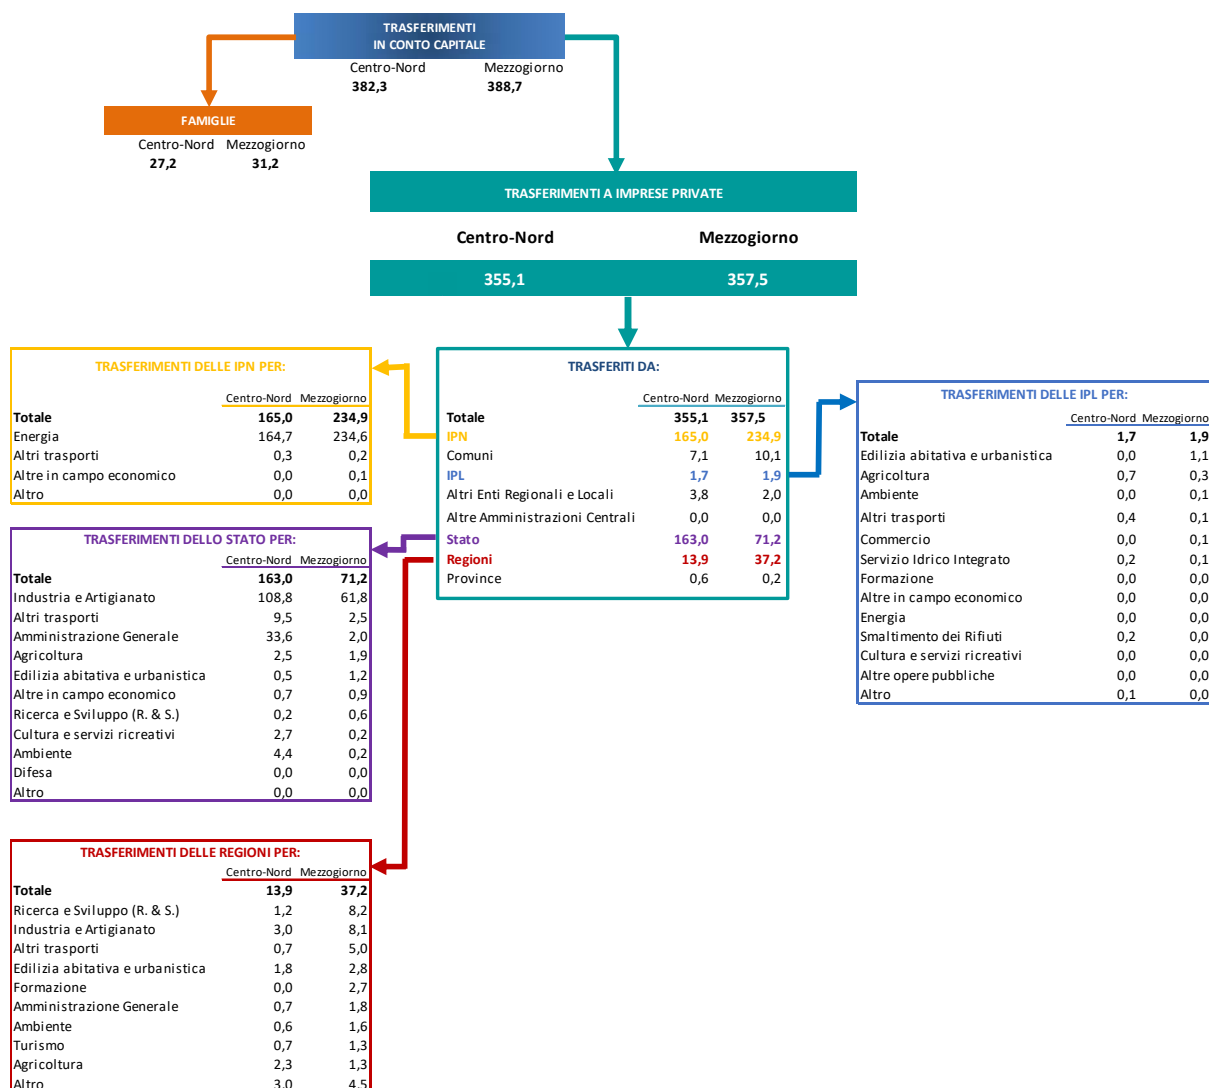 TRASFERIMENTI
IN CONTO CAPITALE
Centro-Nord Mezzogiorno
382,3 388,7
FAMIGLIE
Centro-Nord Mezzogiorno
27,2 31,2
TRASFERIMENTI A IMPRESE PRIVATE
Centro-Nord Mezzogiorno
355,1 357,5
TRASFERIMENTI DELLE IPN PER:
Centro-Nord Mezzogiorno
Totale 165,0 234,9
Energia 164,7 234,6
Altri trasporti 0,3 0,2
Altre in campo economico 0,0 0,1
Altro 0,0 0,0
TRASFERITI DA:
Centro-Nord Mezzogiorno
Totale 355,1 357,5
IPN 165,0 234,9
Comuni 7,1 10,1
IPL 1,7 1,9
Altri Enti Regionali e Locali 3,8 2,0
Altre Amministrazioni Centrali 0,0 0,0
Stato 163,0 71,2
Regioni 13,9 37,2
Province 0,6 0,2
TRASFERIMENTI DELLE IPL PER:
Centro-Nord Mezzogiorno
Totale 1,7 1,9
Edilizia abitativa e urbanistica 0,0 1,1
Agricoltura 0,7 0,3
Ambiente 0,0 0,1
Altri trasporti 0,4 0,1
Commercio 0,0 0,1
Servizio Idrico Integrato 0,2 0,1
Formazione 0,0 0,0
Altre in campo economico 0,0 0,0
Energia 0,0 0,0
Smaltimento dei Rifiuti 0,2 0,0
Cultura e servizi ricreativi 0,0 0,0
Altre opere pubbliche 0,0 0,0
Altro 0,1 0,0
TRASFERIMENTI DELLO STATO PER:
Centro-Nord Mezzogiorno
Totale 163,0 71,2
Industria e Artigianato 108,8 61,8
Altri trasporti 9,5 2,5
Amministrazione Generale 33,6 2,0
Agricoltura 2,5 1,9
Edilizia abitativa e urbanistica 0,5 1,2
Altre in campo economico 0,7 0,9
Ricerca e Sviluppo (R. & S.) 0,2 0,6
Cultura e servizi ricreativi 2,7 0,2
Ambiente 4,4 0,2
Difesa 0,0 0,0
Altro 0,0 0,0
TRASFERIMENTI DELLE REGIONI PER:
Centro-Nord Mezzogiorno
Totale 13,9 37,2
Ricerca e Sviluppo (R. & S.) 1,2 8,2
Industria e Artigianato 3,0 8,1
Altri trasporti 0,7 5,0
Edilizia abitativa e urbanistica 1,8 2,8
Formazione 0,0 2,7
Amministrazione Generale 0,7 1,8
Ambiente 0,6 1,6
Turismo 0,7 1,3
Agricoltura 2,3 1,3
Altro 3,0 4,5